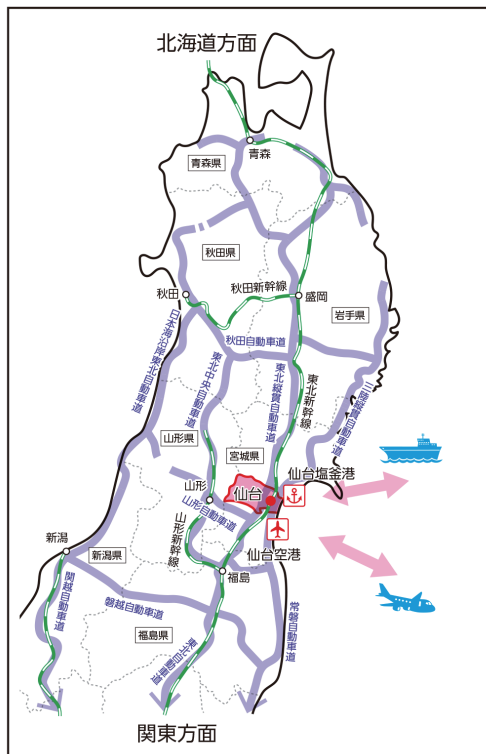 北海道方面
青森
青森県
秋田県
秋田新幹線
秋田
盛岡
岩手県
秋田自動車道
日本海沿岸東北自動車道
東北中央自動車道
東北縦貫自動車道
東北新幹線
三陸縦貫自動車道
山形県
宮城県
仙台塩釜港
山形
仙台
山形自動車道
山形新幹線
仙台空港
新潟
新潟県
福島
関越自動車道
磐越自動車道
福島県
東北自動車道
常磐自動車道
関東方面